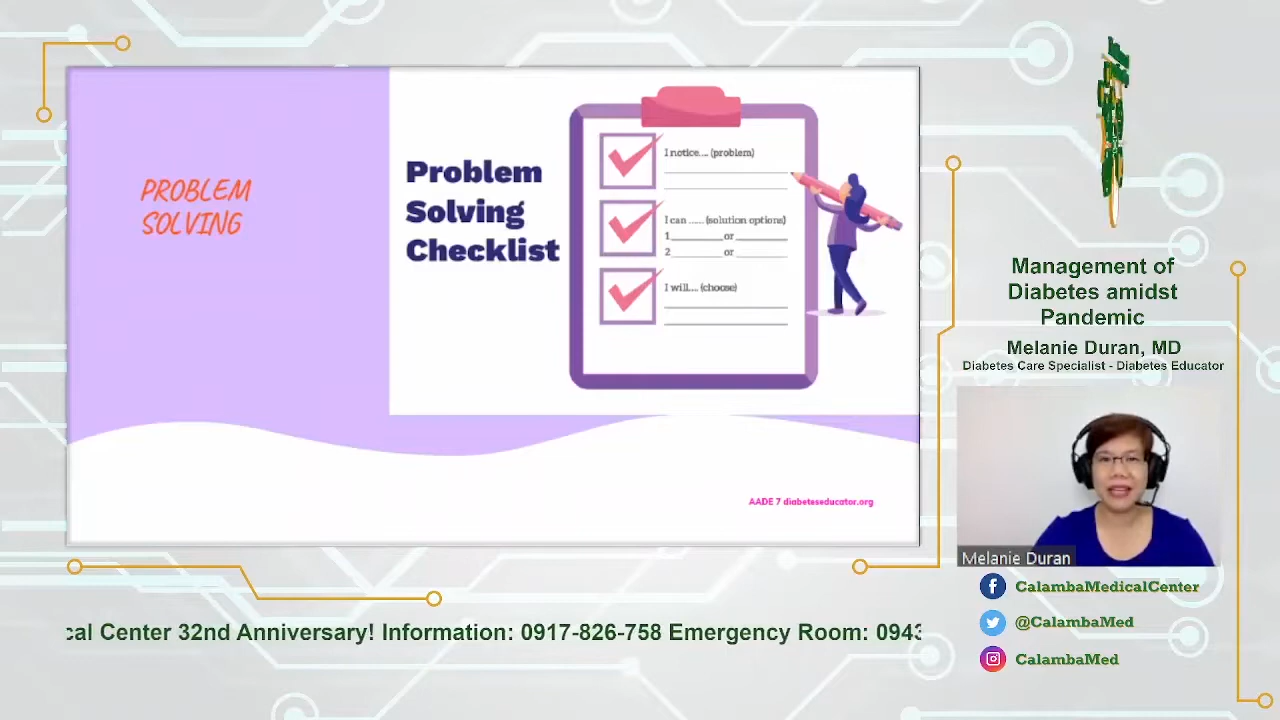 PROBLEM
SOLVING
Problem
Solving
Checklist
I notice.... (problem)
I can ...... (solution options)
1 or
2 or
I will.... (choose)
AADE 7 diabeteseducator.org
Management of
Diabetes amidst
Pandemic
Melanie Duran, MD
Diabetes Care Specialist - Diabetes Educator
Melanie Duran
CalambaMedicalCenter
@CalambaMed
CalambaMed
cal Center 32nd Anniversary! Information: 0917-826-758 Emergency Room: 0943